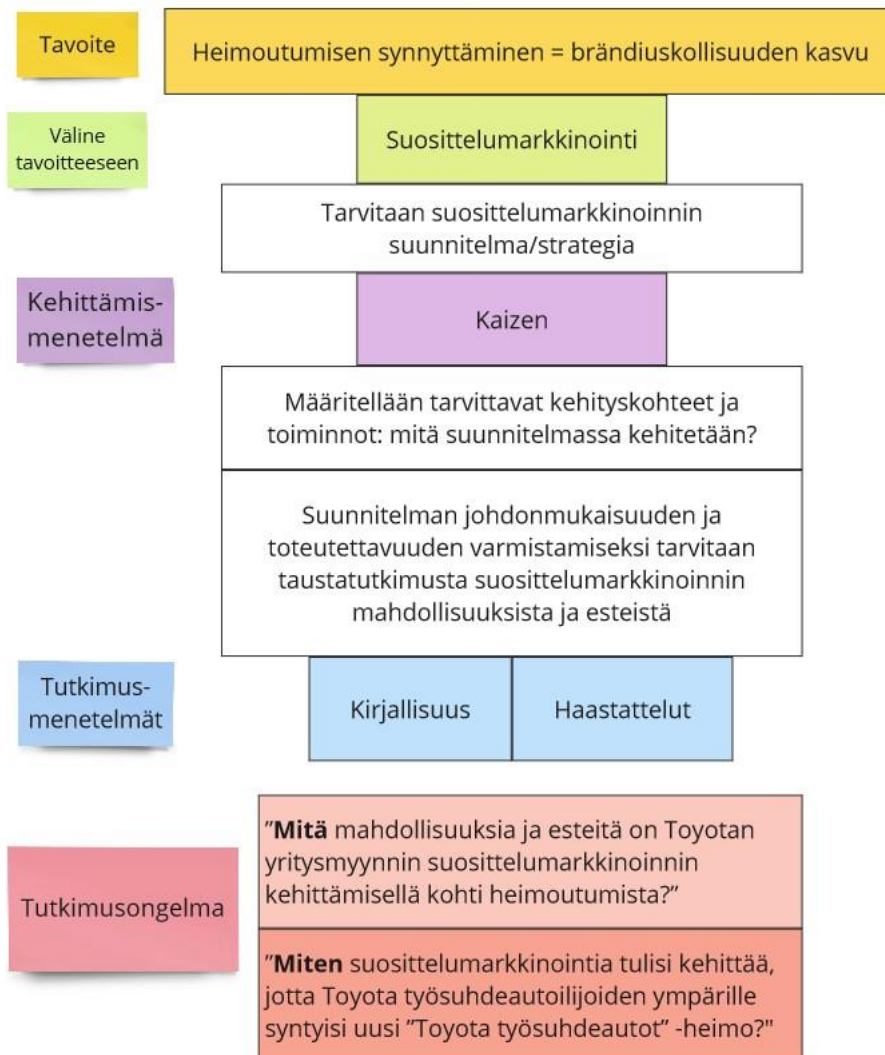 Tavoite
Heimoutumisen synnyttäminen = brändiuskollisuuden kasvu
Väline
tavoitteeseen
Suosittelumarkkinointi
Tarvitaan suosittelumarkkinoinnin
suunnitelma/strategia
Kehittämis-
menetelmä
Kaizen
Määritellään tarvittavat kehityskohteet ja
toiminnot: mitä suunnitelmassa kehitetään?
Suunnitelman johdonmukaisuuden ja
toteutettavuuden varmistamiseksi tarvitaan
taustatutkimusta suosittelumarkkinoinnin
mahdollisuuksista ja esteistä
Tutkimus-
menetelmät
Kirjallisuus
Haastattelut
Tutkimusongelma
”Mitä mahdollisuuksia ja esteitä on Toyotan
yritysmyynnin suosittelumarkkinoinnin
kehittämisellä kohti heimoutumista?”
”Miten suosittelumarkkinointia tulisi kehittää,
jotta Toyota työsuhdeautoilijoiden ympärille
syntyisi uusi ”Toyota työsuhdeautot” -heimo?"